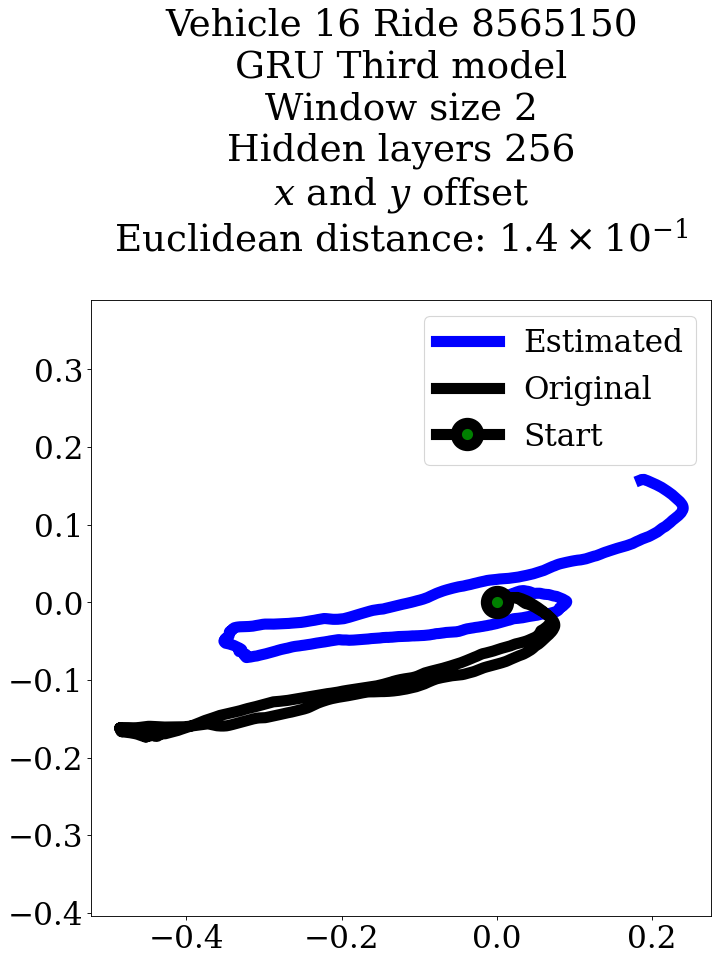 Vehicle 16 Ride 8565150
GRU Third model
Window size 2
Hidden layers 256
x and y offset
Euclidean distance: 1.4 × 10⁻¹
Estimated
Original
Start
0.3
0.2
0.1
0.0
−0.1
−0.2
−0.3
−0.4
−0.4 −0.2 0.0 0.2